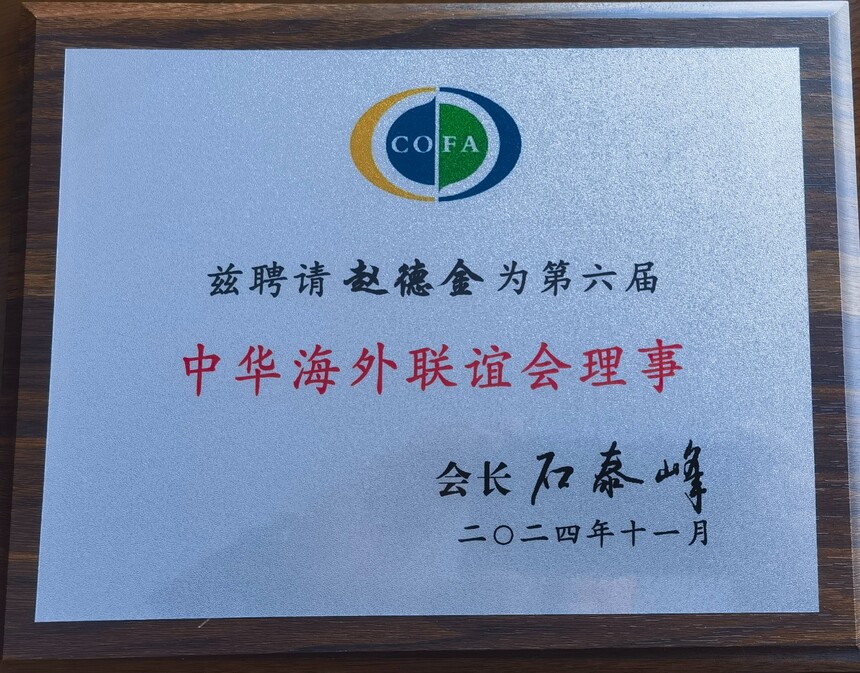 COFA
兹聘请赵德金为第六届
中华海外联谊会理事
会长 石泰峰
二〇二四年十一月